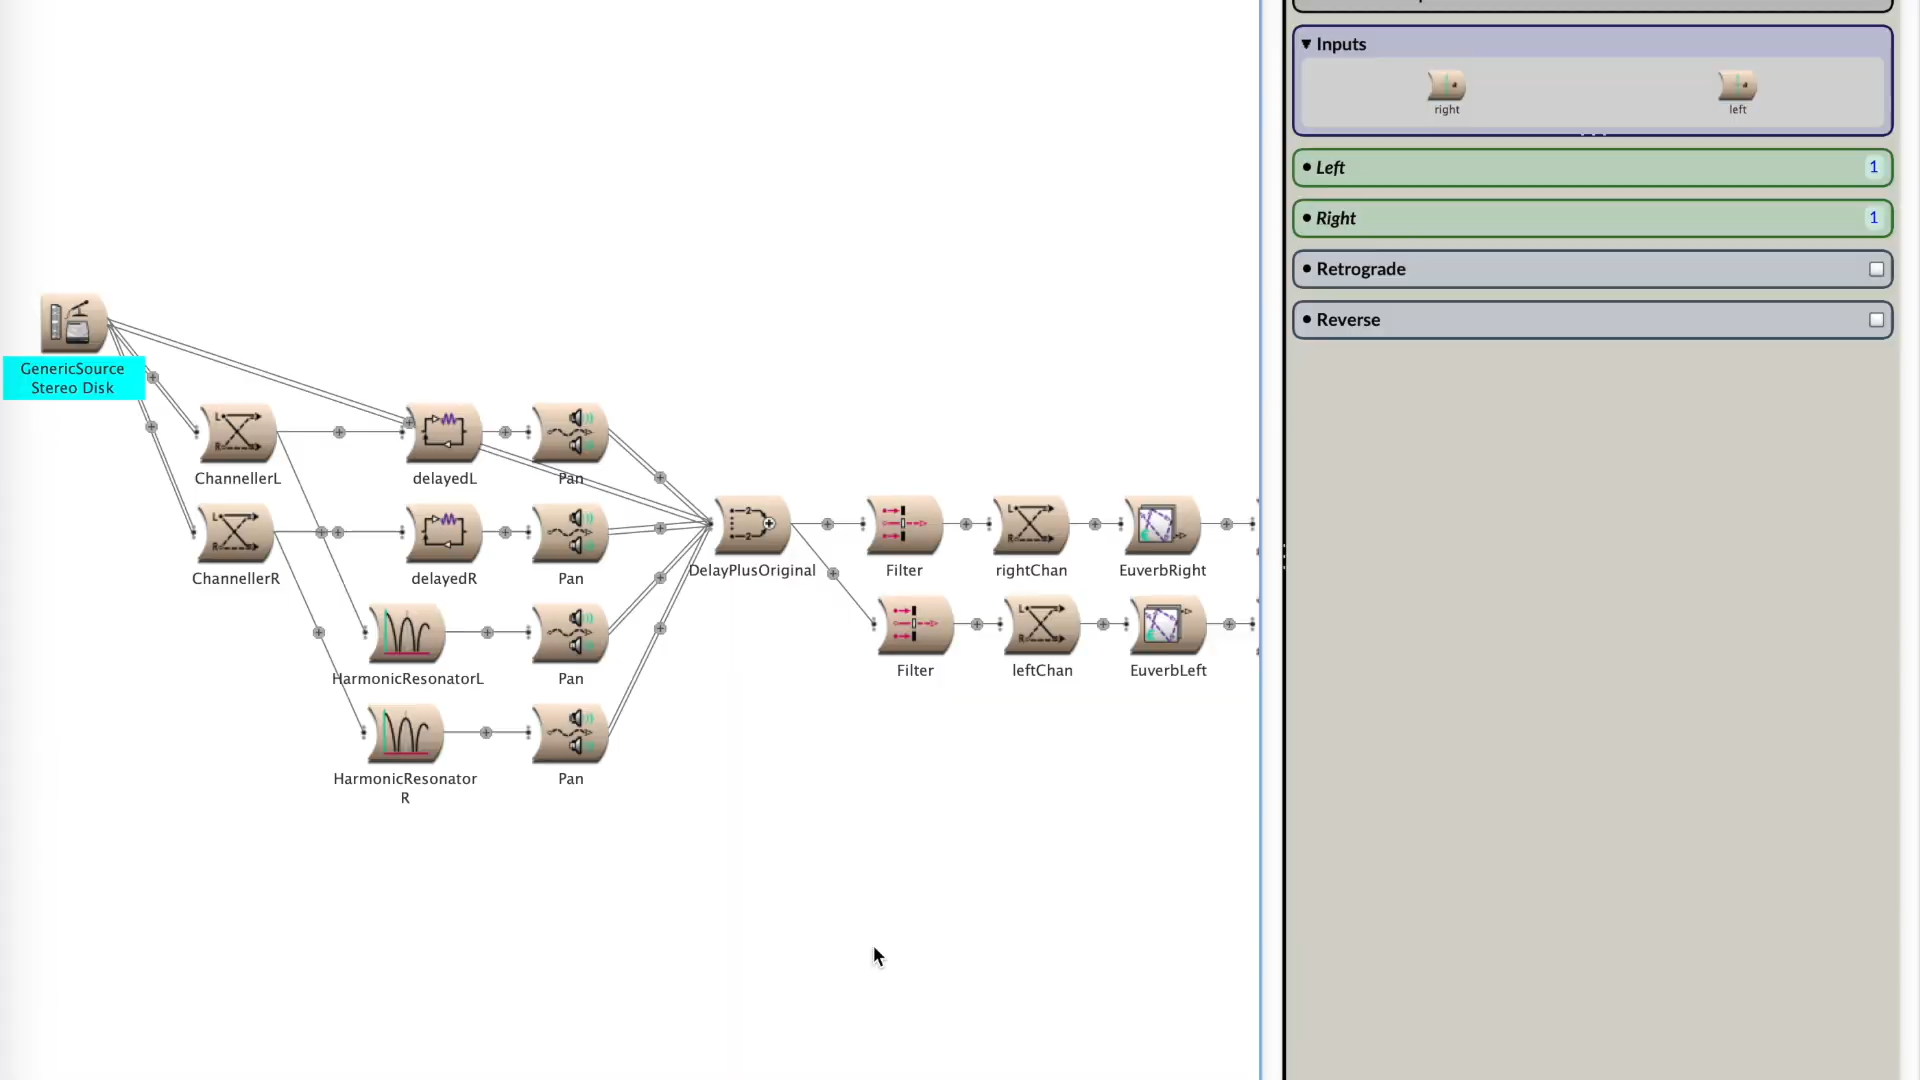 GenericSource
Stereo Disk
ChannellerL
delayedL
Pan
ChannellerR
delayedR
Pan
HarmonicResonatorL
Pan
HarmonicResonator
R
Pan
DelayPlusOriginal
Filter
rightChan
EuverbRight
Filter
leftChan
EuverbLeft
Inputs
right
left
Left 1
Right 1
Retrograde
Reverse